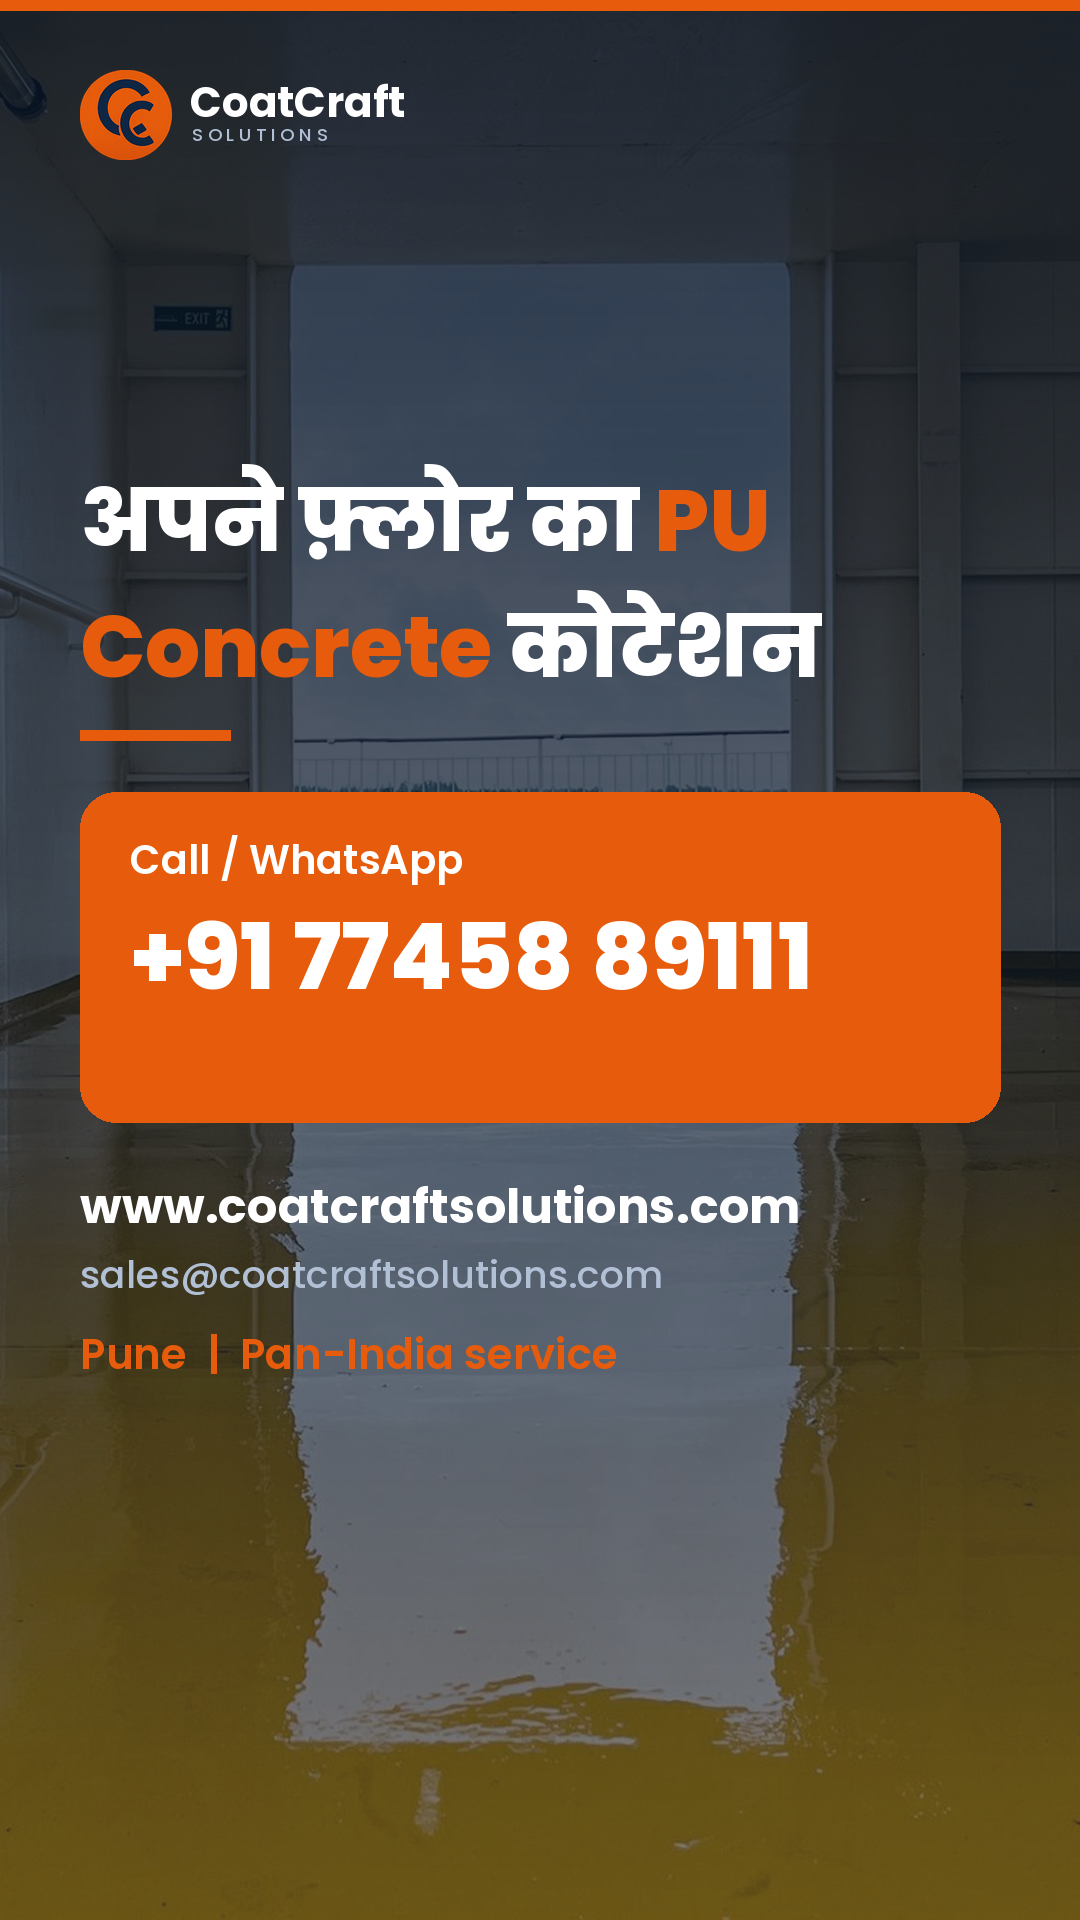 CoatCraft
SOLUTIONS
EXIT
अपने फ़्लोर का PU
Concrete कोटेशन
Call / WhatsApp
+91 77458 89111
www.coatcraftsolutions.com
sales@coatcraftsolutions.com
Pune | Pan-India service